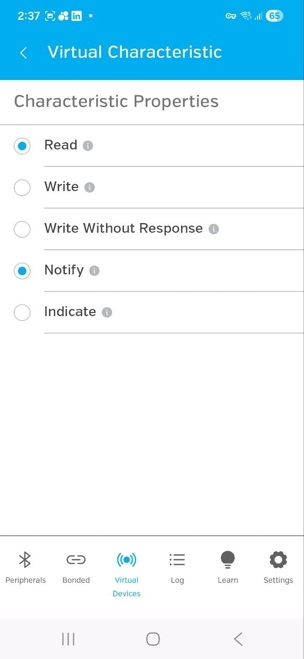 2:37
65
Virtual Characteristic
Characteristic Properties
Read
Write
Write Without Response
Notify
Indicate
Peripherals
Bonded
Virtual
Devices
Log
Learn
Settings